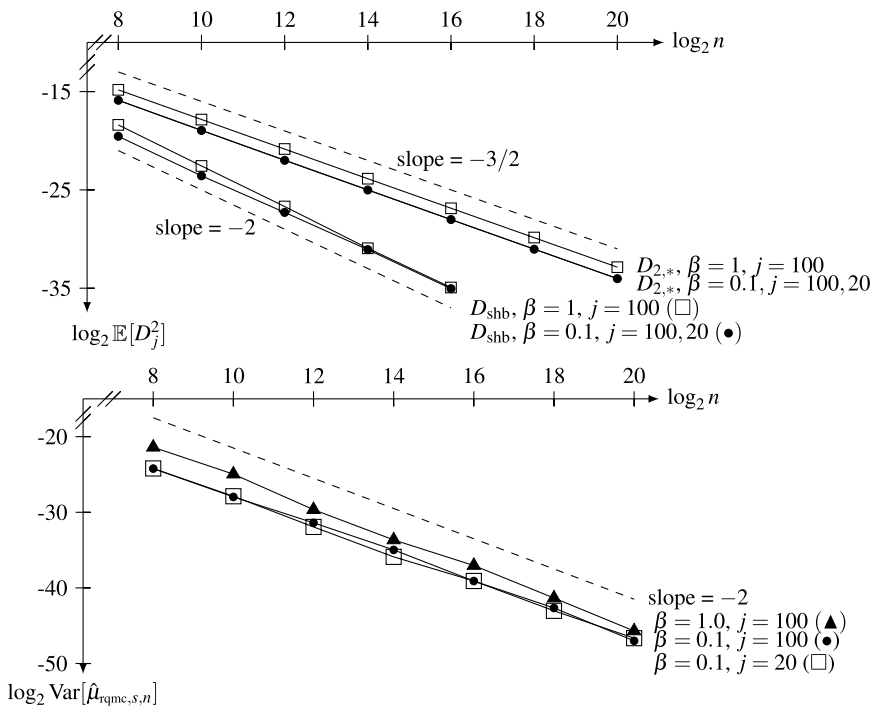 8 10 12 14 16 18 20
log₂ n
-15
slope = −3/2
-25
slope = −2
D₂,∗, β = 1, j = 100
D₂,∗, β = 0.1, j = 100,20
-35
D_shb, β = 1, j = 100 (□)
D_shb, β = 0.1, j = 100,20 (●)
log₂ 𝔼[D²_j]
8 10 12 14 16 18 20
log₂ n
-20
-30
-40
slope = −2
β = 1.0, j = 100 (▲)
β = 0.1, j = 100 (●)
β = 0.1, j = 20 (□)
-50
log₂ Var[μ̂_rqmc,s,n]